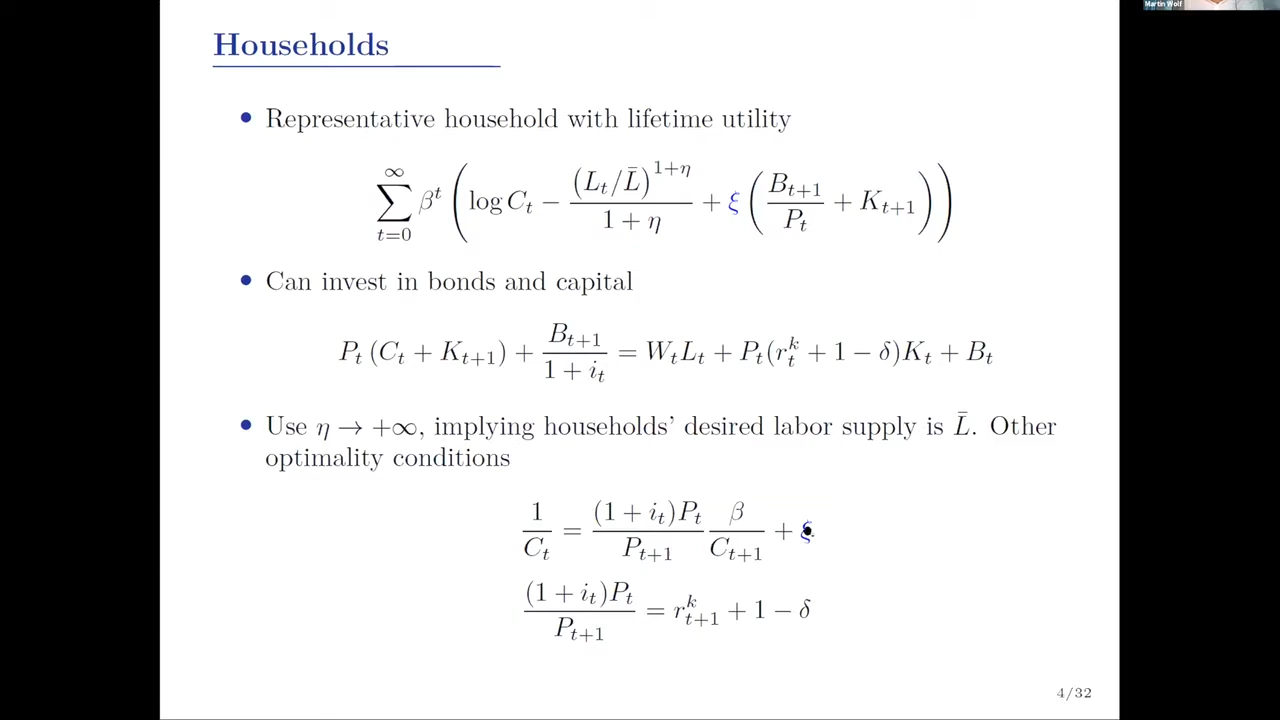 Martin Wolf
Households
• Representative household with lifetime utility
$$\sum_{t=0}^{\infty} \beta^t \left( \log C_t - \frac{(L_t/\bar{L})^{1+\eta}}{1+\eta} + \xi \left( \frac{B_{t+1}}{P_t} + K_{t+1} \right) \right)$$
• Can invest in bonds and capital
$$P_t (C_t + K_{t+1}) + \frac{B_{t+1}}{1+i_t} = W_t L_t + P_t (r_t^k + 1 - \delta) K_t + B_t$$
• Use $\eta \to +\infty$, implying households' desired labor supply is $\bar{L}$. Other
optimality conditions
$$\frac{1}{C_t} = \frac{(1+i_t)P_t}{P_{t+1}} \frac{\beta}{C_{t+1}} + \xi$$
$$\frac{(1+i_t)P_t}{P_{t+1}} = r_{t+1}^k + 1 - \delta$$
4/32